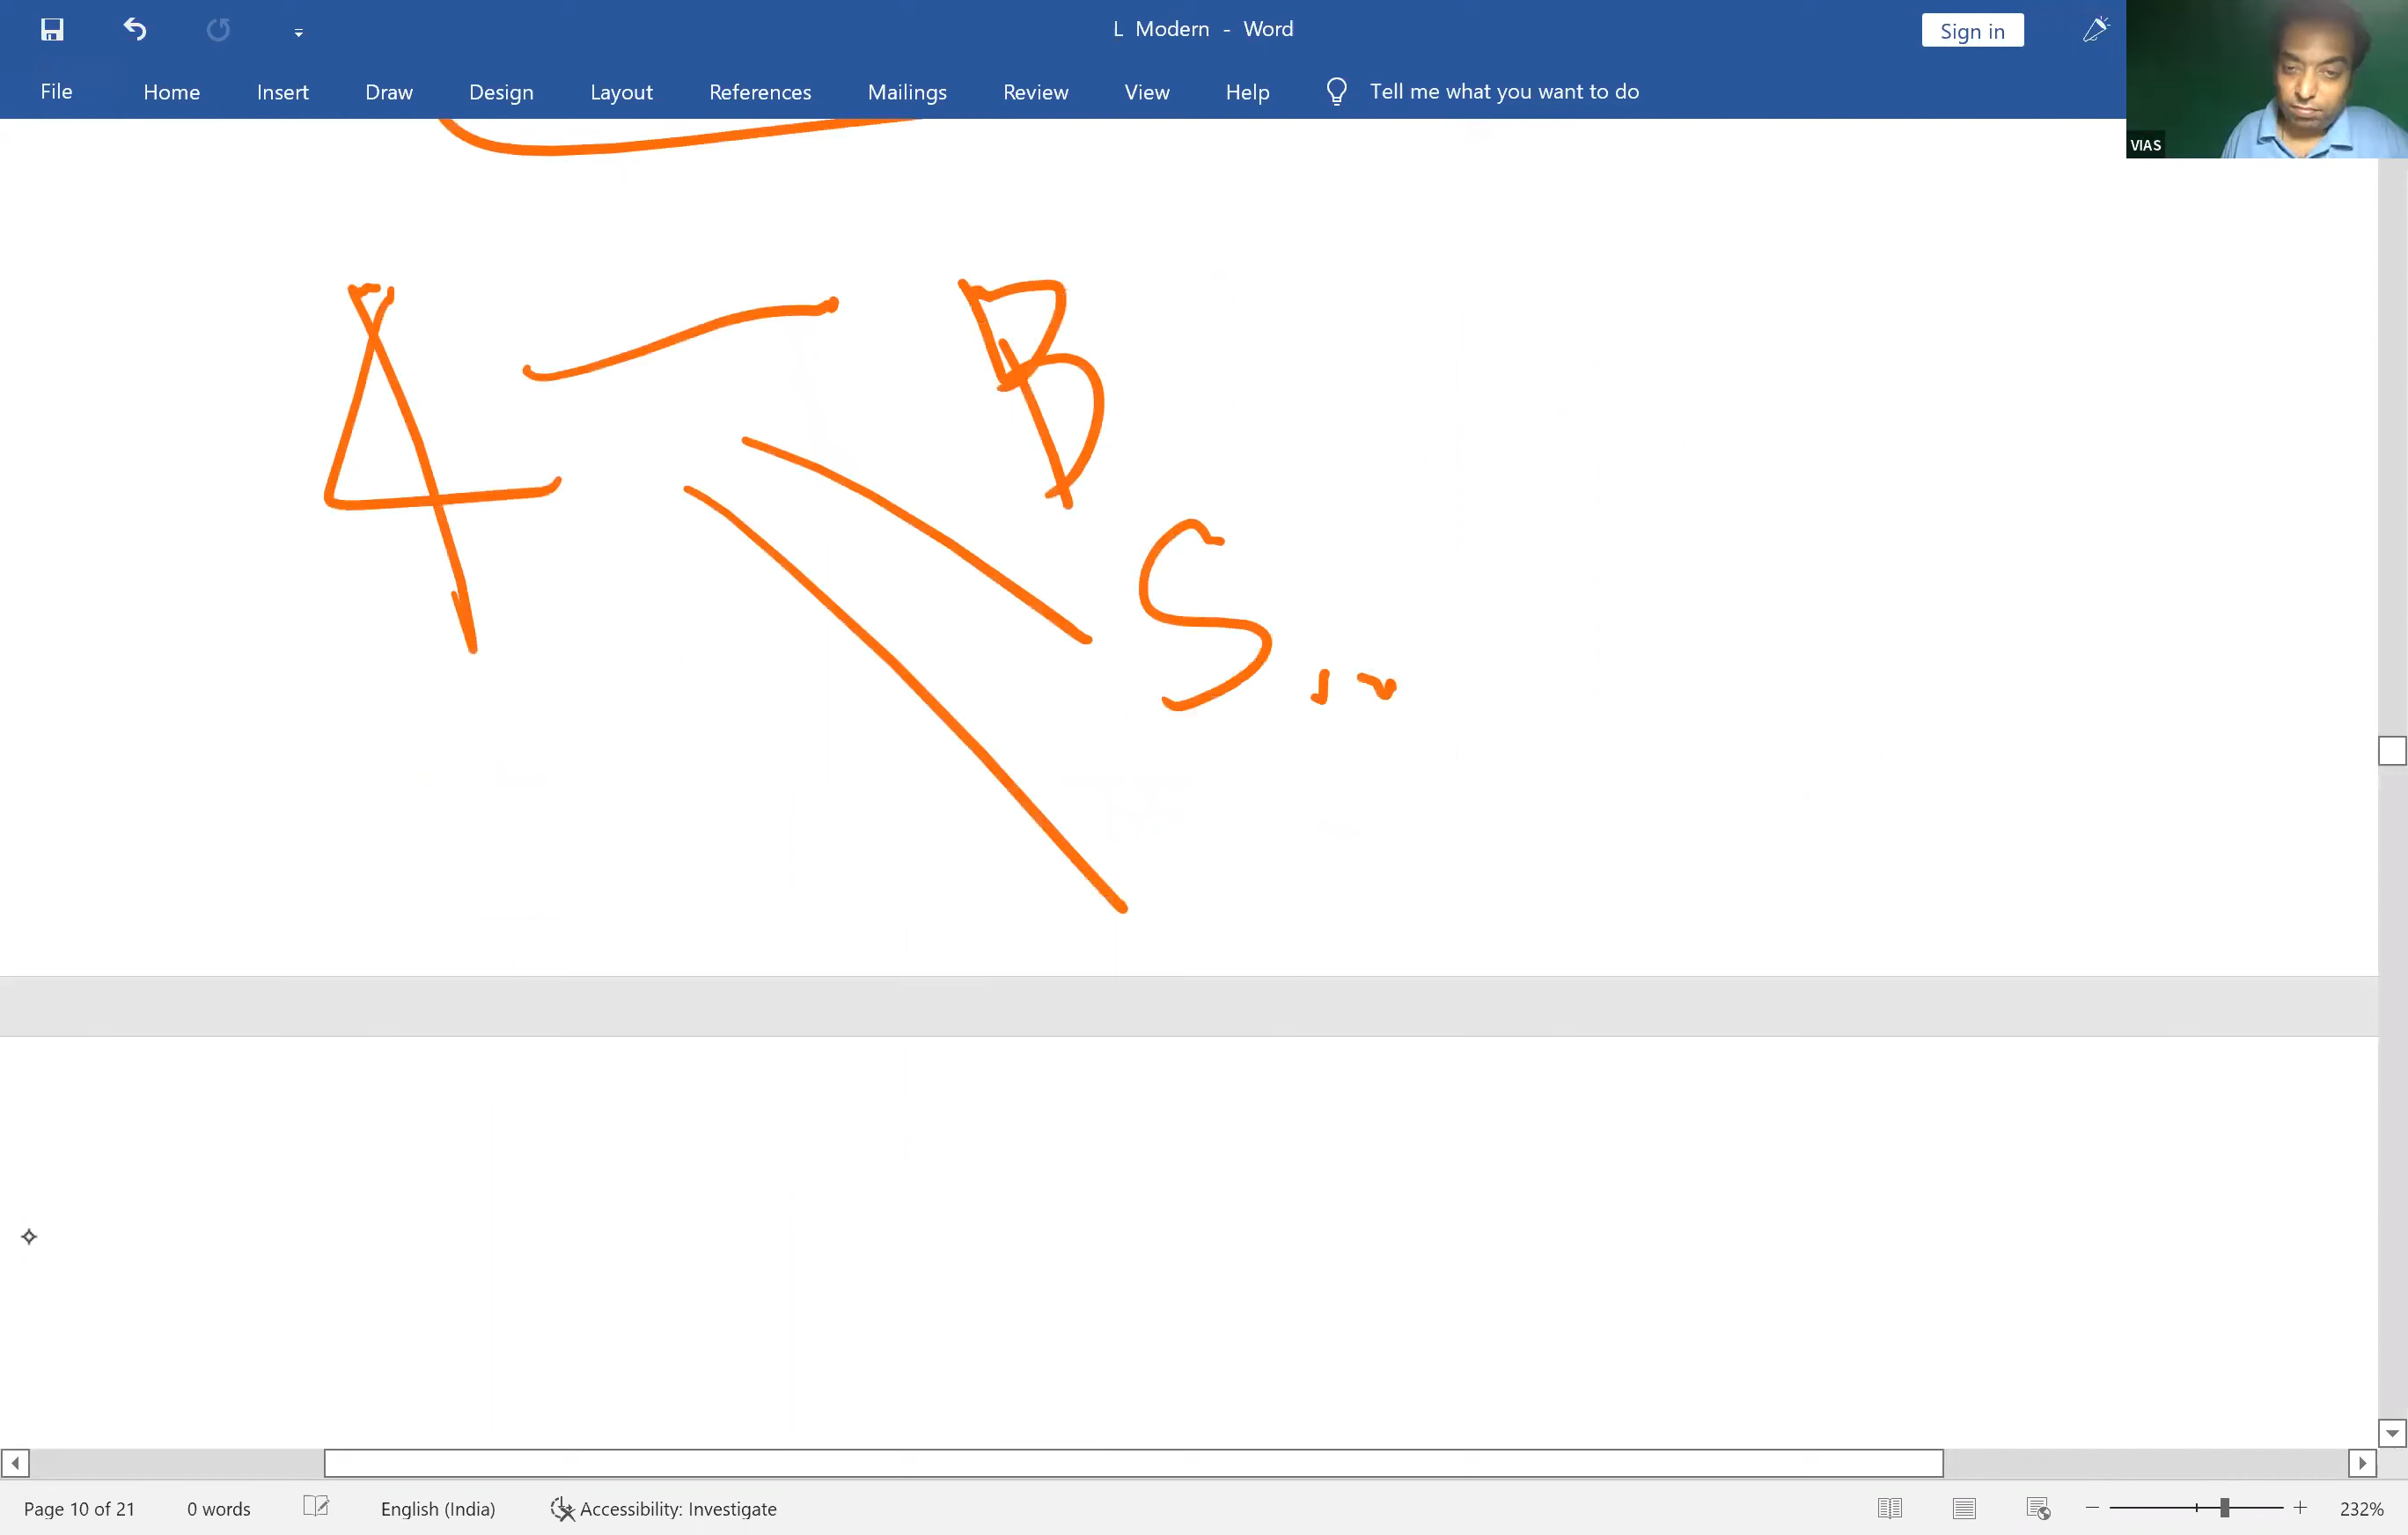 L Modern - Word
Sign in
File Home Insert Draw Design Layout References Mailings Review View Help Tell me what you want to do
VIAS
B
S
Page 10 of 21 0 words English (India) Accessibility: Investigate 232%